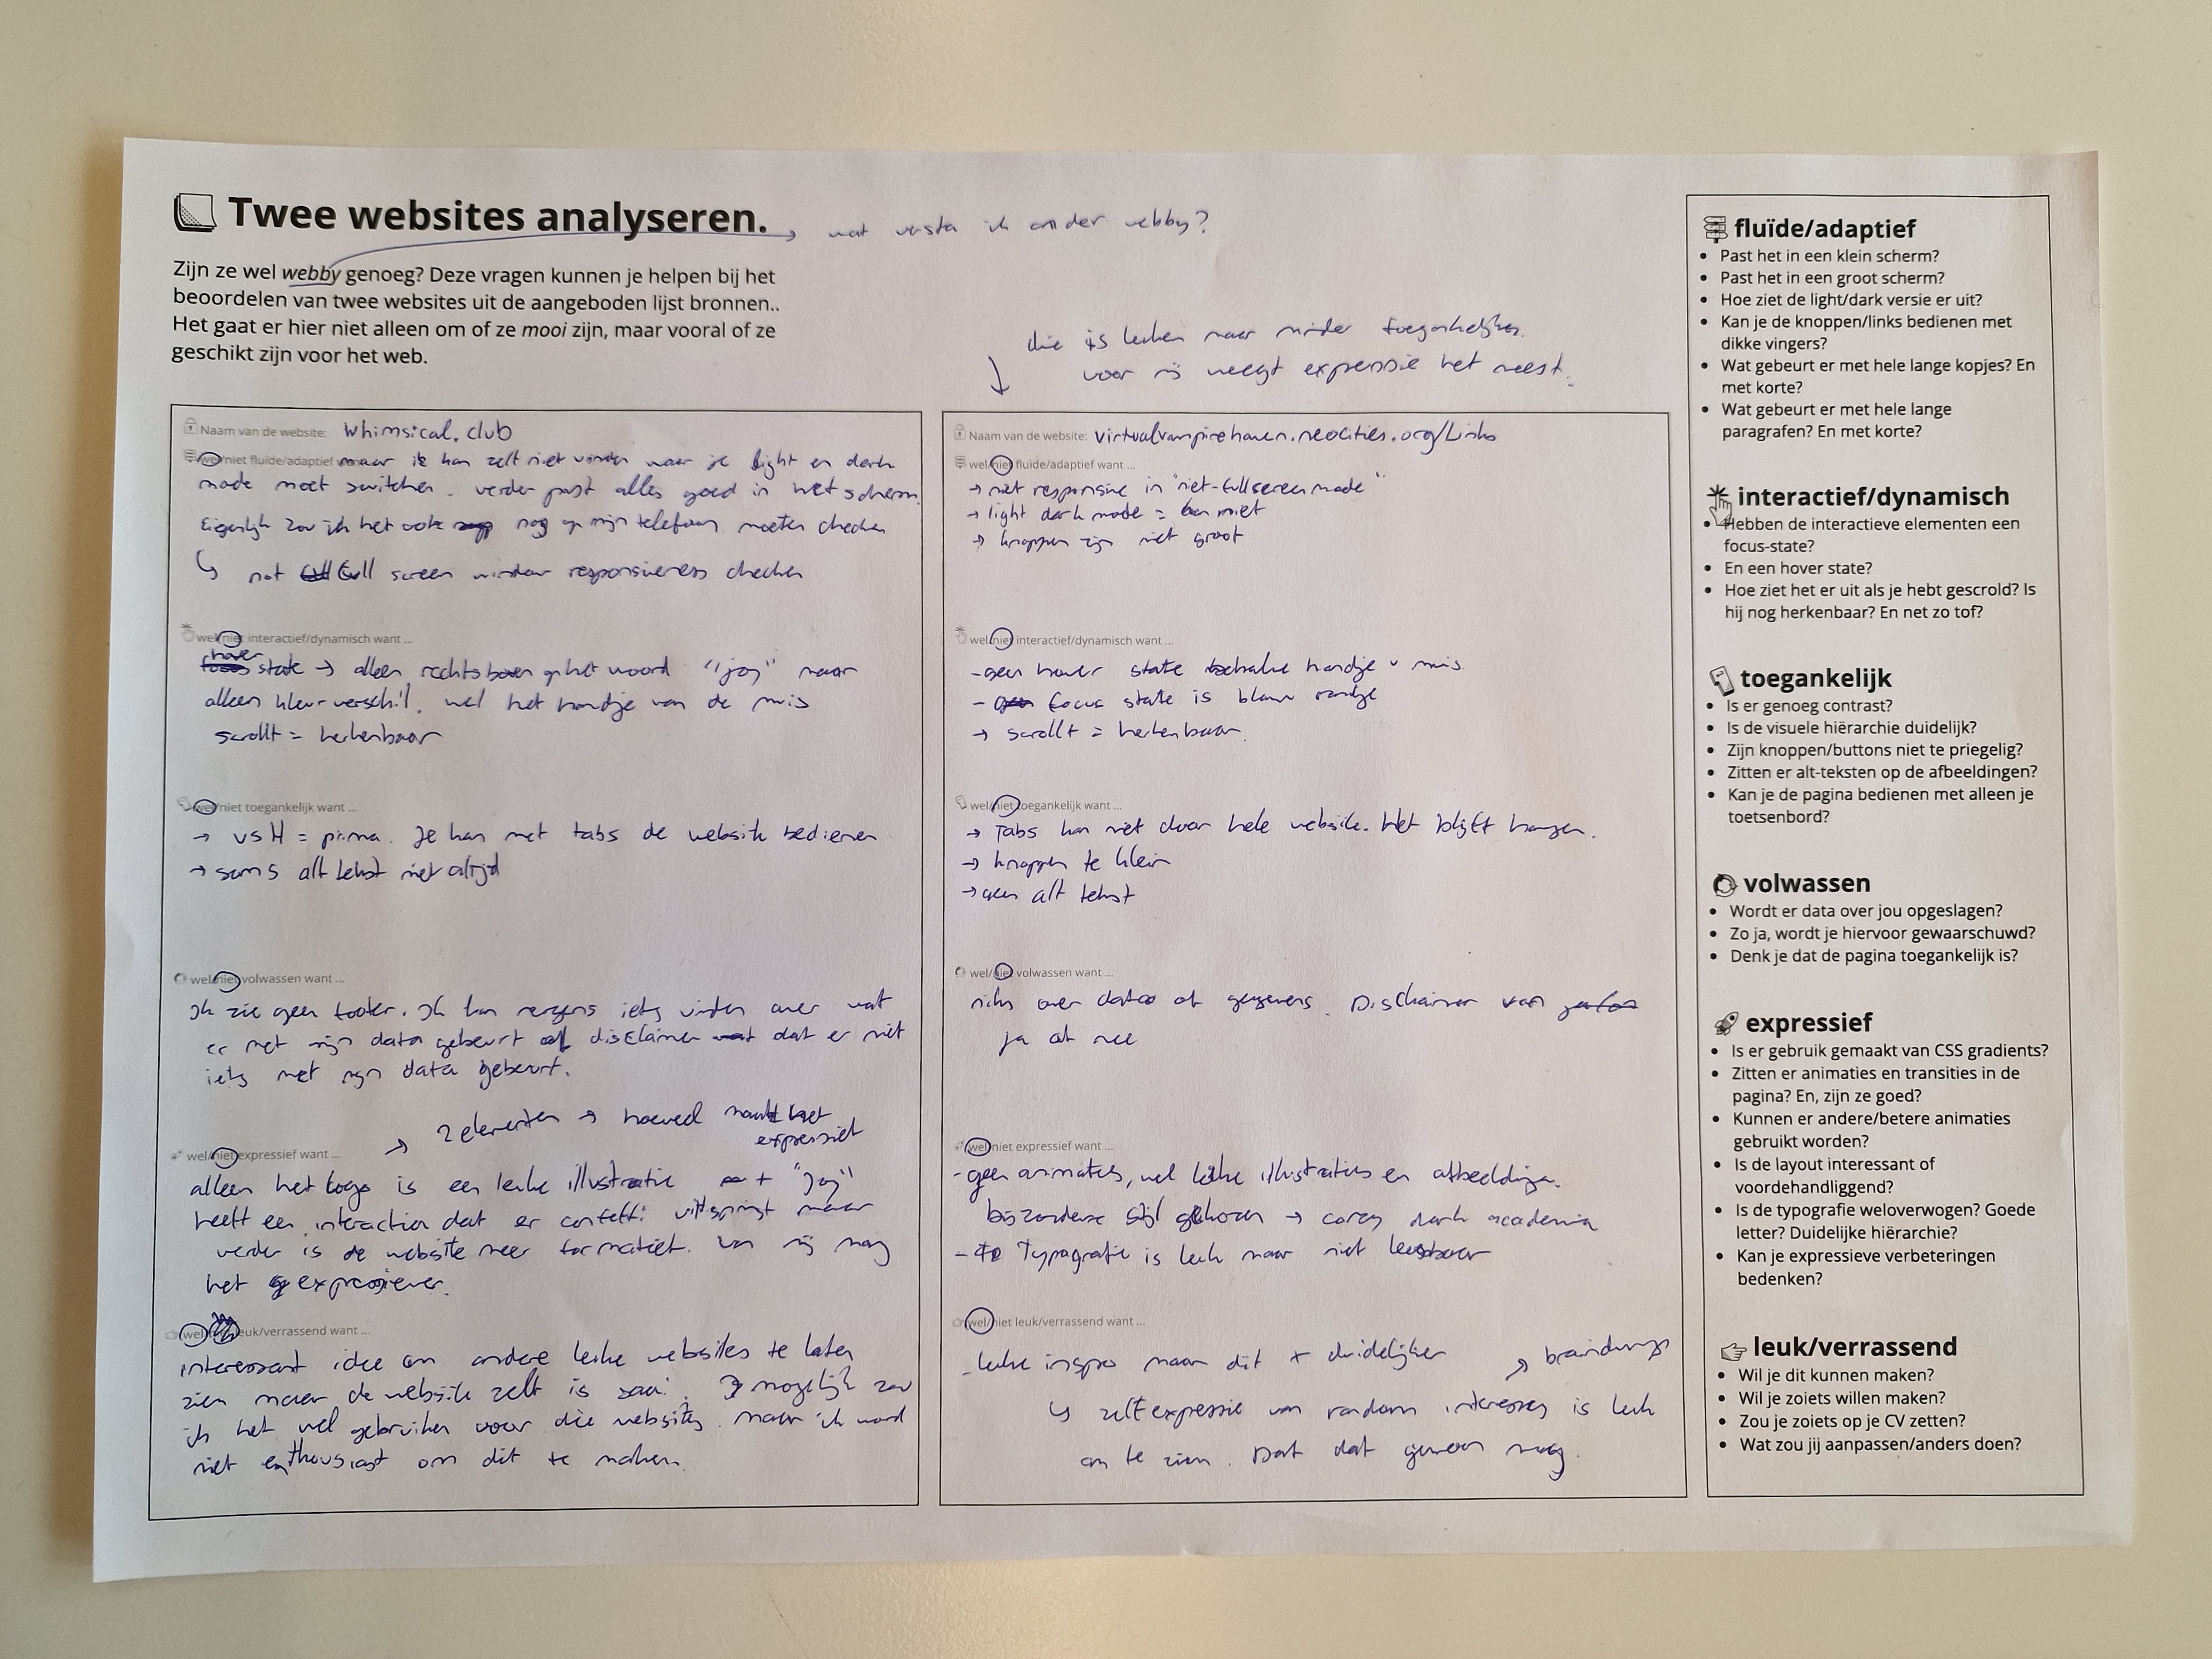 Twee websites analyseren.
wat versta ik onder webby?
Zijn ze wel webby genoeg? Deze vragen kunnen je helpen bij het
beoordelen van twee websites uit de aangeboden lijst bronnen..
Het gaat er hier niet alleen om of ze mooi zijn, maar vooral of ze
geschikt zijn voor het web.
die is leuker maar minder toegankelijker.
voor mij weegt expressie het meest.
Naam van de website: whimsical.club
wel/niet fluïde/adaptief want maar ik kan zelf niet vinden waar je light en dark
mode moet switchen. verder past alles goed in het scherm
Eigenlijk zou ik het ook nog op mijn telefoon moeten checken
↳ not full screen window responsiveness checken
wel/niet interactief/dynamisch want ...
hover state → alleen rechtsboven op het woord "joy" maar
alleen kleurverschil. wel het handje van de muis
scrollt = herkenbaar
wel/niet toegankelijk want ...
→ vsH = prima. Je kan met tabs de website bedienen
→ soms alt tekst niet altijd
wel/niet volwassen want ...
Ik zie geen footer. Ik kan nergens iets vinden over wat
er met mijn data gebeurt of disclaimer dat er niet
iets met mijn data gebeurt.
→ 2 elementen → hoeveel maakt het
expressief
wel/niet expressief want ...
alleen het logo is een leuke illustratie + "joy"
heeft een interaction dat er confetti uitspringt maar
verder is de website meer formatief. Van mij mag
het expressiever.
wel/niet leuk/verrassend want ...
interessant idee om andere leuke websites te laten
zien maar de website zelf is saai. mogelijk zou
ik het wel gebruiken voor die websites maar ik word
niet enthousiast om dit te maken.
Naam van de website: virtualvampirehaven.neocities.org/Links
wel/niet fluïde/adaptief want ...
→ niet responsive in "niet-fullscreen mode"
→ light dark mode = kan niet
→ knoppen zijn niet groot
wel/niet interactief/dynamisch want ...
- geen hover state behalve handje v muis
- focus state is blauw randje
→ scrollt = herkenbaar.
wel/niet toegankelijk want ...
→ Tabs kan niet door hele website. Het blijft hangen.
→ knoppen te klein
→ geen alt tekst
wel/niet volwassen want ...
niks over data of gegevens. Disclaimer van
ja of nee
wel/niet expressief want ...
- geen animaties, wel leuke illustraties en afbeeldingen.
bijzondere stijl gekozen → corny dark academia
- Typografie is leuk maar niet leesbaar
wel/niet leuk/verrassend want ...
- leuke inspo maar dit + duidelijker → brandings
↳ zelfexpressie van random interesses is leuk
om te zien. Dat dat gewoon mag.
fluïde/adaptief
• Past het in een klein scherm?
• Past het in een groot scherm?
• Hoe ziet de light/dark versie er uit?
• Kan je de knoppen/links bedienen met
dikke vingers?
• Wat gebeurt er met hele lange kopjes? En
met korte?
• Wat gebeurt er met hele lange
paragrafen? En met korte?
interactief/dynamisch
• Hebben de interactieve elementen een
focus-state?
• En een hover state?
• Hoe ziet het er uit als je hebt gescrold? Is
hij nog herkenbaar? En net zo tof?
toegankelijk
• Is er genoeg contrast?
• Is de visuele hiërarchie duidelijk?
• Zijn knoppen/buttons niet te priegelig?
• Zitten er alt-teksten op de afbeeldingen?
• Kan je de pagina bedienen met alleen je
toetsenbord?
volwassen
• Wordt er data over jou opgeslagen?
• Zo ja, wordt je hiervoor gewaarschuwd?
• Denk je dat de pagina toegankelijk is?
expressief
• Is er gebruik gemaakt van CSS gradients?
• Zitten er animaties en transities in de
pagina? En, zijn ze goed?
• Kunnen er andere/betere animaties
gebruikt worden?
• Is de layout interessant of
voordehandliggend?
• Is de typografie weloverwogen? Goede
letter? Duidelijke hiërarchie?
• Kan je expressieve verbeteringen
bedenken?
leuk/verrassend
• Wil je dit kunnen maken?
• Wil je zoiets willen maken?
• Zou je zoiets op je CV zetten?
• Wat zou jij aanpassen/anders doen?